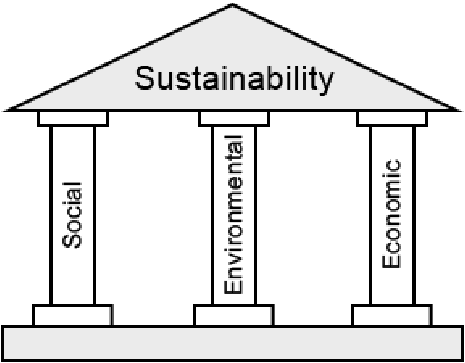 Sustainability
Social
Environmental
Economic